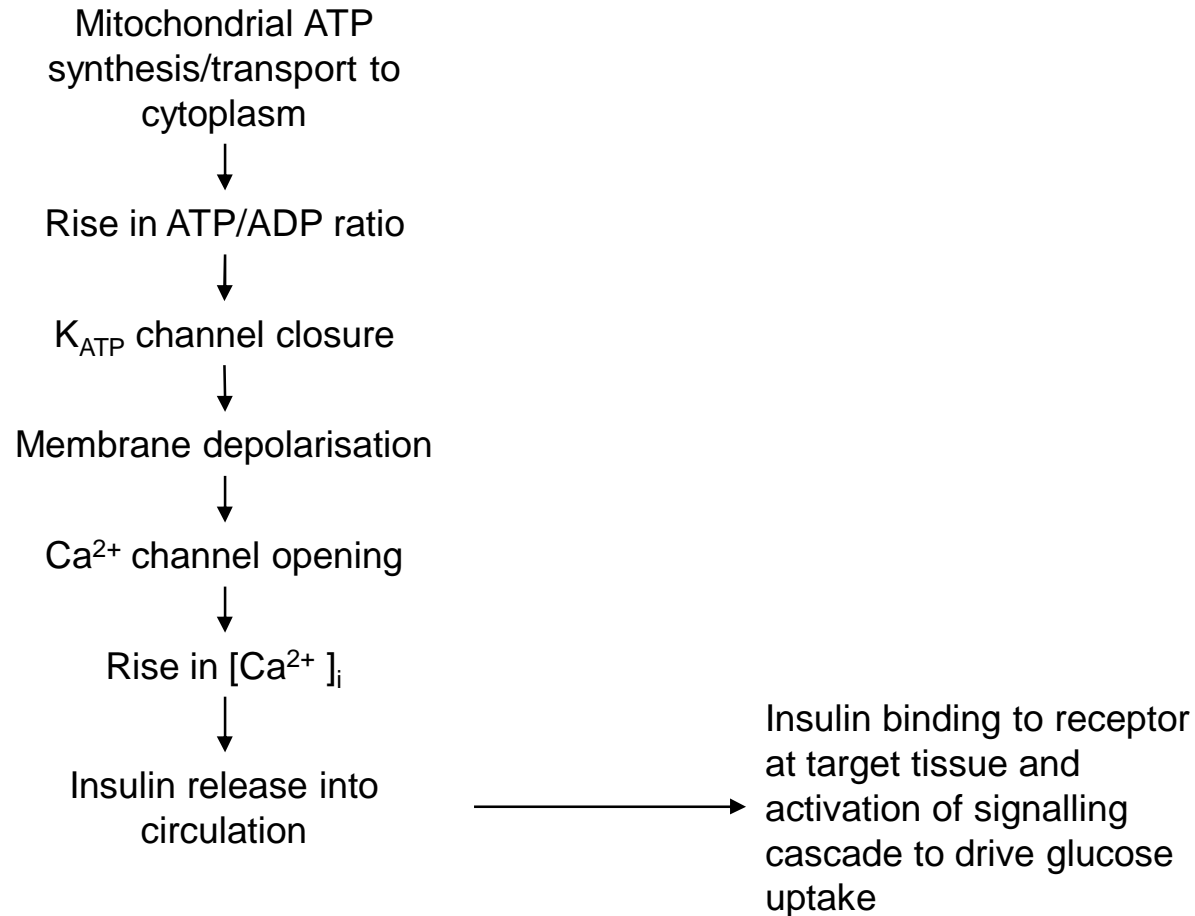 Mitochondrial ATP
synthesis/transport to
cytoplasm
Rise in ATP/ADP ratio
K_ATP channel closure
Membrane depolarisation
Ca²⁺ channel opening
Rise in [Ca²⁺ ]ᵢ
Insulin release into
circulation
Insulin binding to receptor
at target tissue and
activation of signalling
cascade to drive glucose
uptake